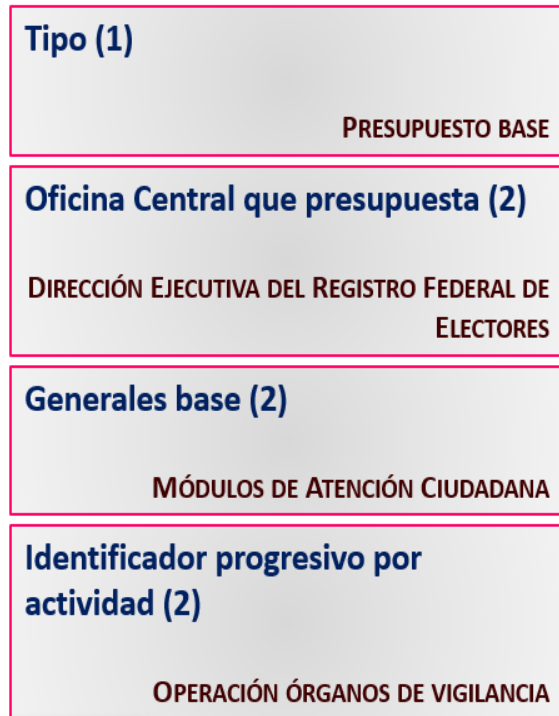 Tipo (1)
PRESUPUESTO BASE
Oficina Central que presupuesta (2)
DIRECCIÓN EJECUTIVA DEL REGISTRO FEDERAL DE
ELECTORES
Generales base (2)
MÓDULOS DE ATENCIÓN CIUDADANA
Identificador progresivo por
actividad (2)
OPERACIÓN ÓRGANOS DE VIGILANCIA